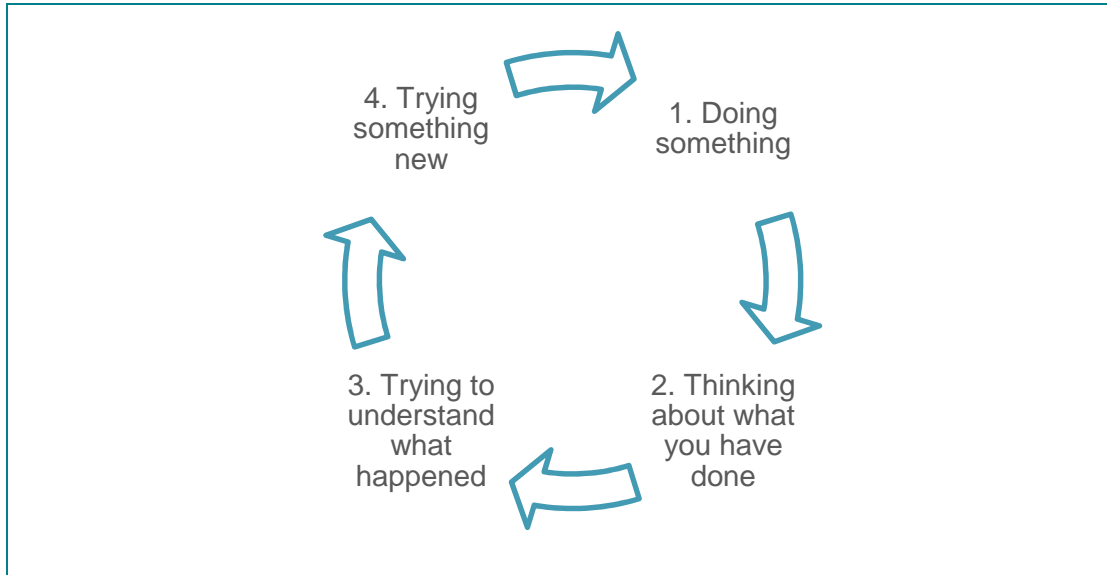 1. Doing
something
2. Thinking
about what
you have
done
3. Trying to
understand
what
happened
4. Trying
something
new